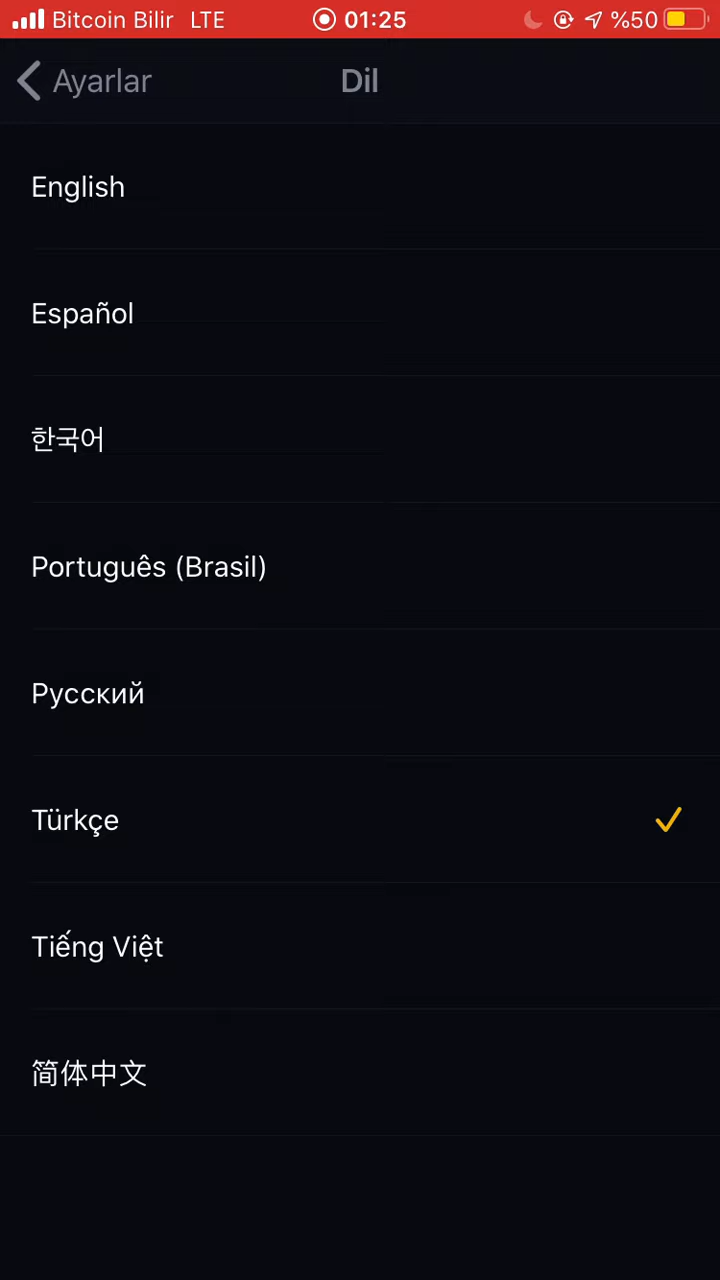 Bitcoin Bilir LTE 01:25 %50
Ayarlar Dil
English
Español
한국어
Português (Brasil)
Русский
Türkçe
Tiếng Việt
简体中文